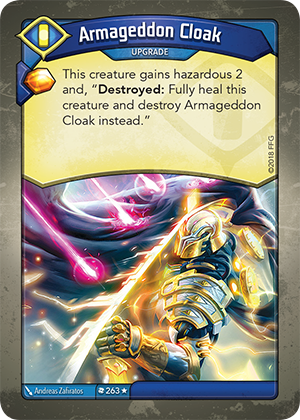 Armageddon Cloak
UPGRADE
This creature gains hazardous 2
and, “Destroyed: Fully heal this
creature and destroy Armageddon
Cloak instead.”
©2018 FFG
Andreas Zafiratos
263★